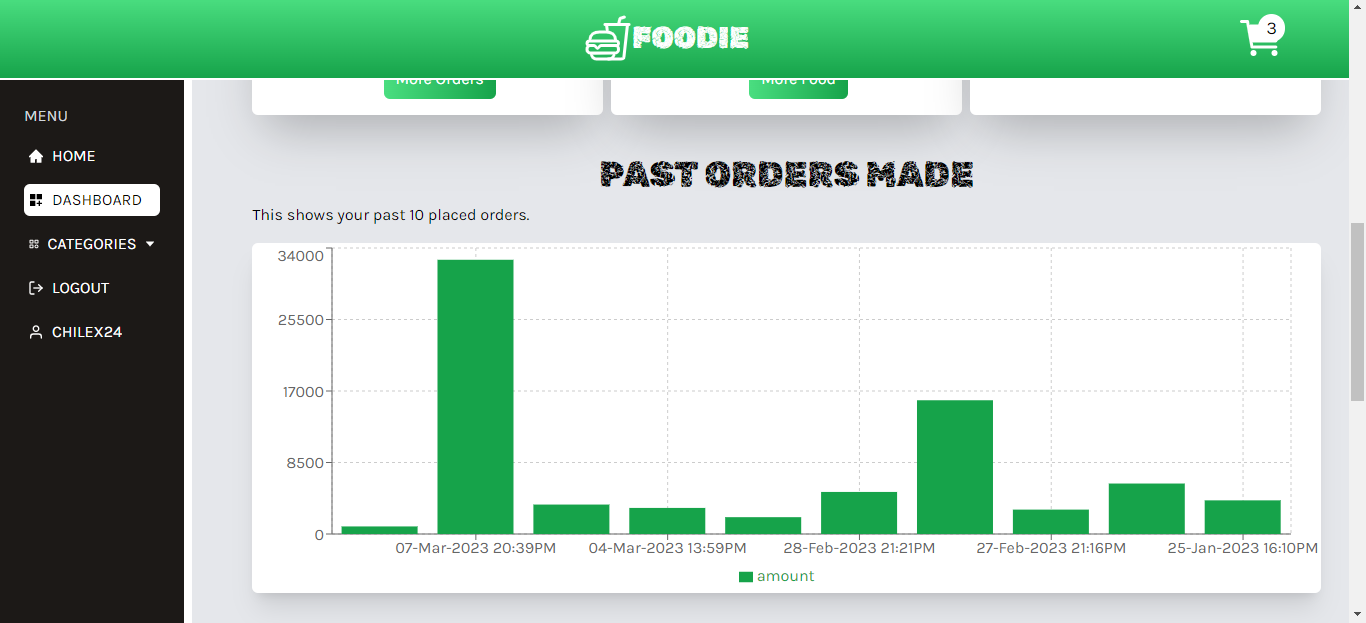 FOODIE
3
MENU
HOME
DASHBOARD
CATEGORIES
LOGOUT
CHILEX24
More Orders
More Food
PAST ORDERS MADE
This shows your past 10 placed orders.
34000
25500
17000
8500
0
07-Mar-2023 20:39PM
04-Mar-2023 13:59PM
28-Feb-2023 21:21PM
27-Feb-2023 21:16PM
25-Jan-2023 16:10PM
amount